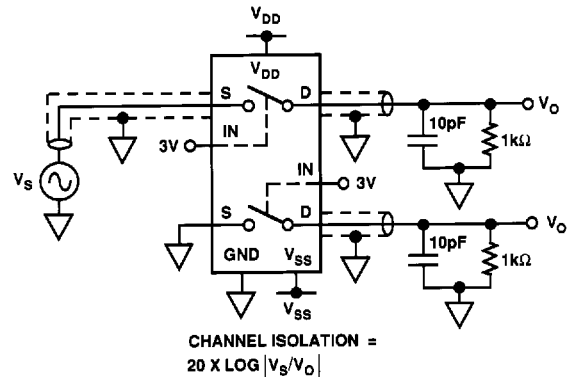 VDD
VDD
S
D
VO
IN
3V
10pF
1kΩ
VS
IN
3V
S
D
VO
GND
VSS
10pF
1kΩ
VSS
CHANNEL ISOLATION =
20 X LOG |VS/VO|